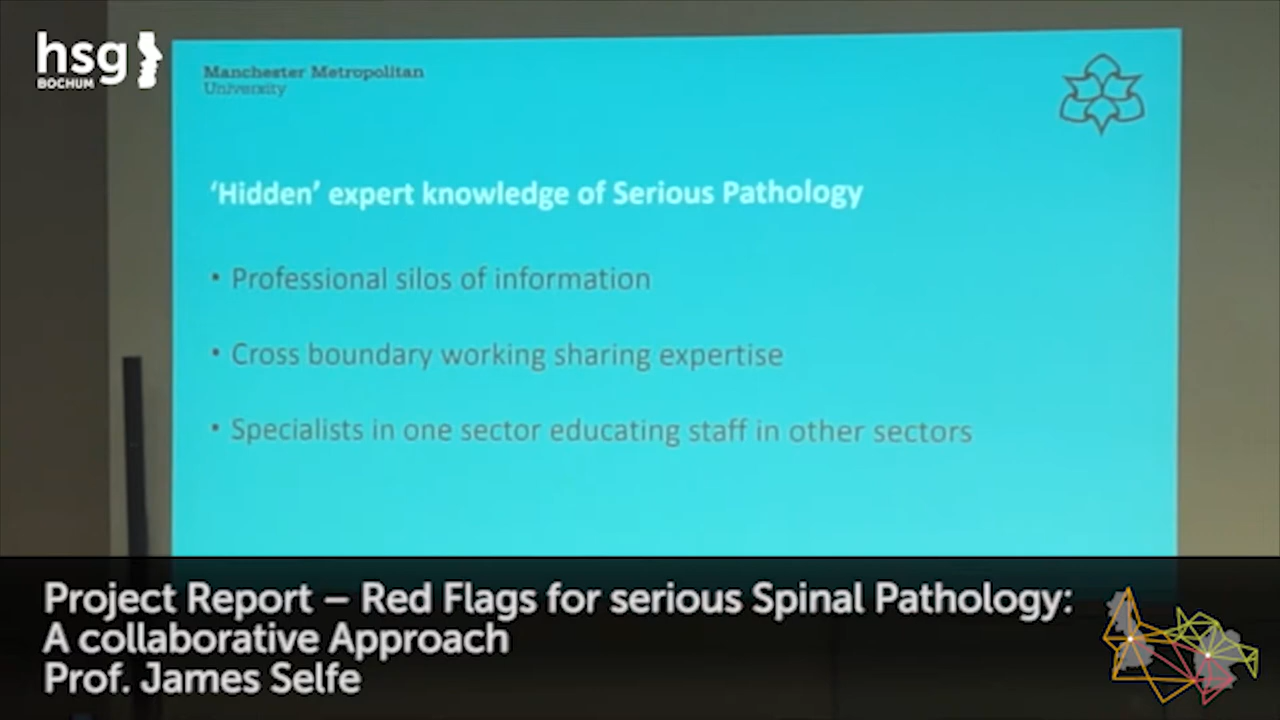 hsg
BOCHUM
Manchester Metropolitan
University
‘Hidden’ expert knowledge of Serious Pathology
• Professional silos of information
• Cross boundary working sharing expertise
• Specialists in one sector educating staff in other sectors
Project Report – Red Flags for serious Spinal Pathology:
A collaborative Approach
Prof. James Selfe